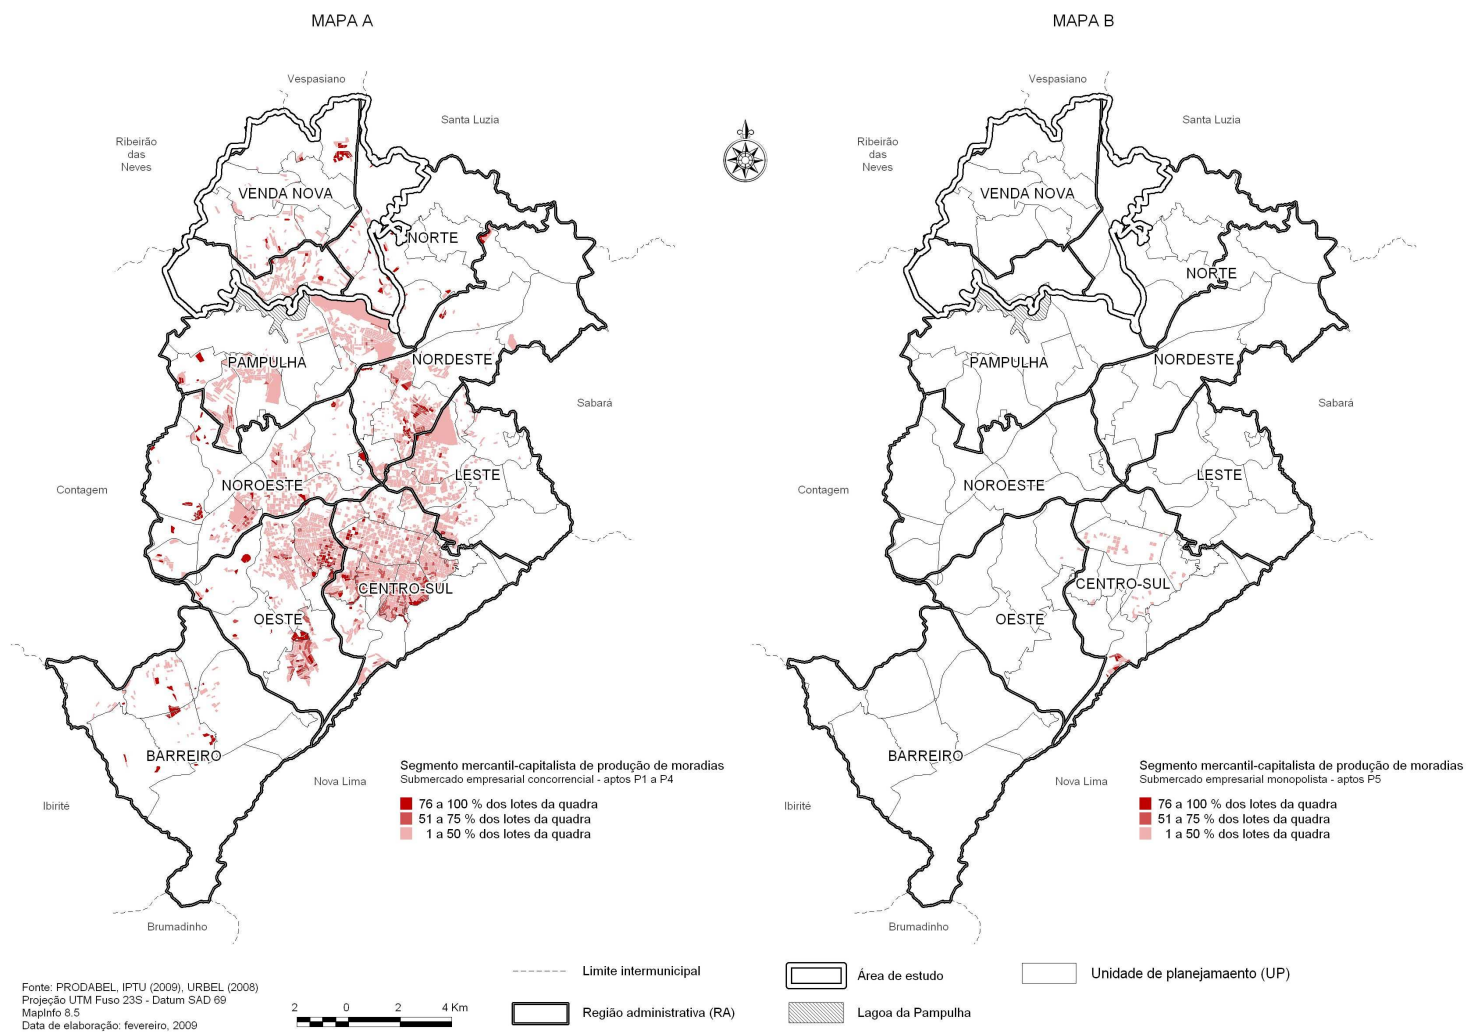 MAPA A
MAPA B
Vespasiano
Santa Luzia
Ribeirão
das
Neves
VENDA NOVA
NORTE
PAMPULHA
NORDESTE
Sabará
Contagem
NOROESTE
LESTE
CENTRO-SUL
OESTE
BARREIRO
Nova Lima
Ibirité
Brumadinho
Segmento mercantil-capitalista de produção de moradias
Submercado empresarial concorrencial - aptos P1 a P4
76 a 100 % dos lotes da quadra
51 a 75 % dos lotes da quadra
1 a 50 % dos lotes da quadra
Vespasiano
Santa Luzia
Ribeirão
das
Neves
VENDA NOVA
NORTE
PAMPULHA
NORDESTE
Sabará
Contagem
NOROESTE
LESTE
CENTRO-SUL
OESTE
BARREIRO
Nova Lima
Ibirité
Brumadinho
Segmento mercantil-capitalista de produção de moradias
Submercado empresarial monopolista - aptos P5
76 a 100 % dos lotes da quadra
51 a 75 % dos lotes da quadra
1 a 50 % dos lotes da quadra
Fonte: PRODABEL, IPTU (2009), URBEL (2008)
Projeção UTM Fuso 23S - Datum SAD 69
MapInfo 8.5
Data de elaboração: fevereiro, 2009
2 0 2 4 Km
Limite intermunicipal
Região administrativa (RA)
Área de estudo
Lagoa da Pampulha
Unidade de planejamaento (UP)